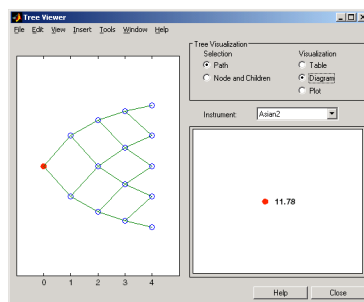 Tree Viewer
File Edit View Insert Tools Window Help
Tree Visualization
Selection
Visualization
Path
Table
Node and Children
Diagram
Plot
Instrument:
Asian2
11.78
0 1 2 3 4
Help
Close